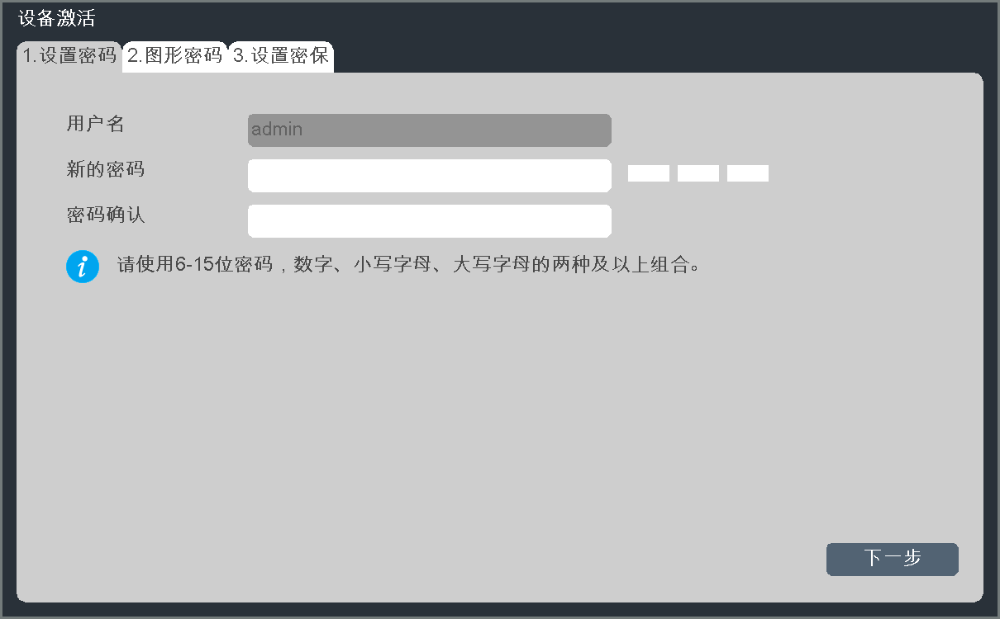 设备激活
1.设置密码 2.图形密码 3.设置密保
用户名 admin
新的密码
密码确认
i 请使用6-15位密码，数字、小写字母、大写字母的两种及以上组合。
下一步